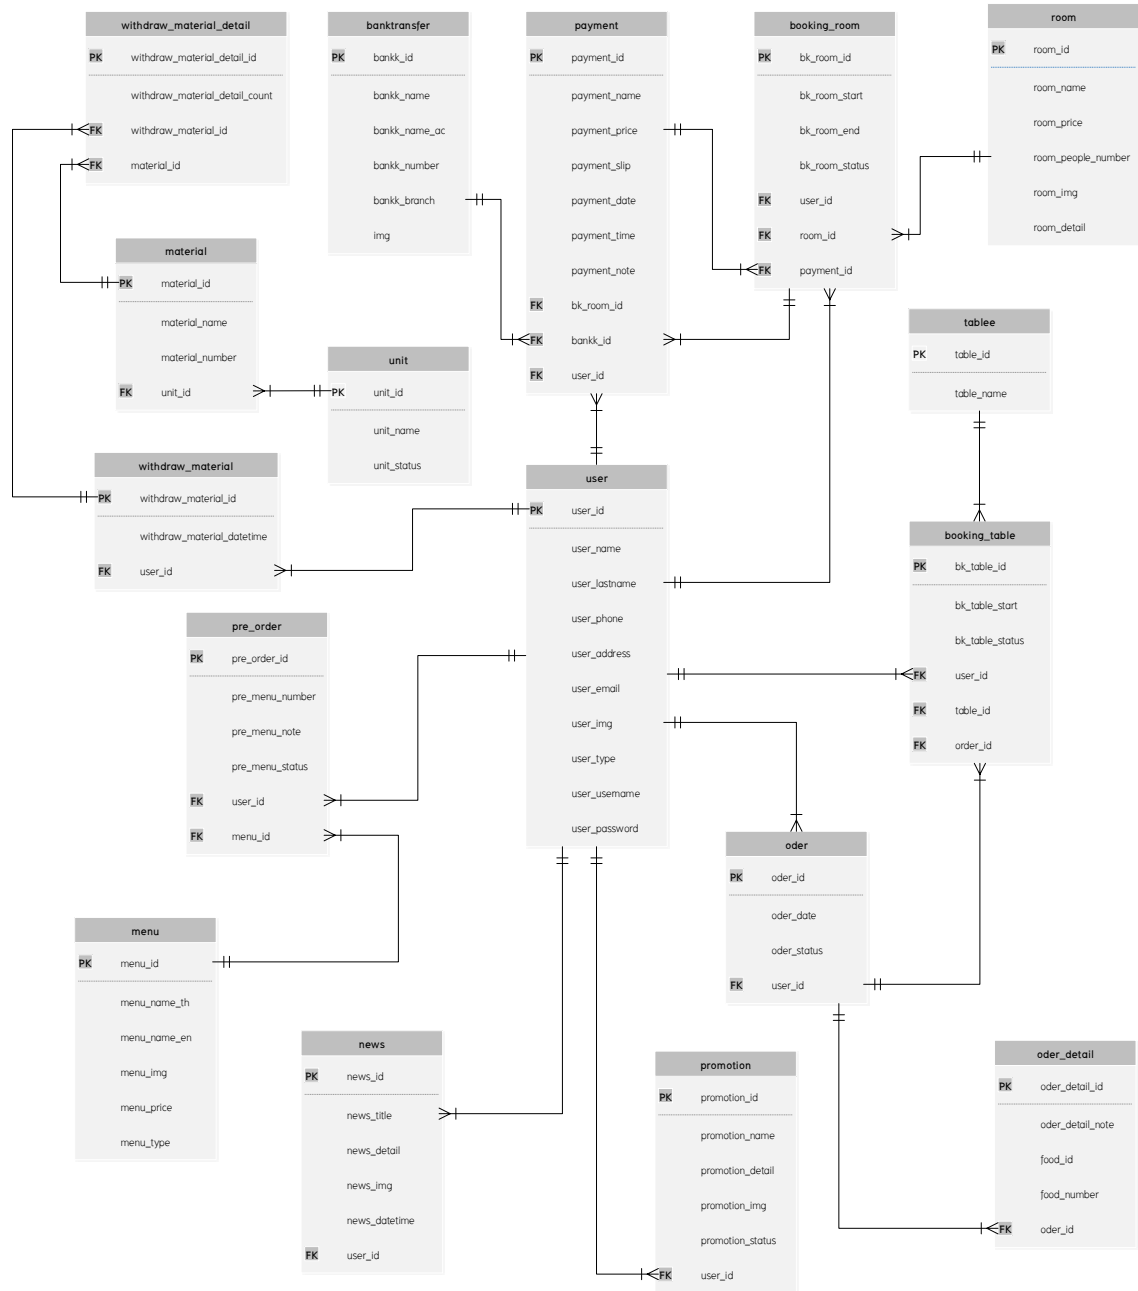 withdraw_material_detail
PK withdraw_material_detail_id
withdraw_material_detail_count
FK withdraw_material_id
FK material_id
banktransfer
PK bankk_id
bankk_name
bankk_name_ac
bankk_number
bankk_branch
img
payment
PK payment_id
payment_name
payment_price
payment_slip
payment_date
payment_time
payment_note
FK bk_room_id
FK bankk_id
FK user_id
booking_room
PK bk_room_id
bk_room_start
bk_room_end
bk_room_status
FK user_id
FK room_id
FK payment_id
room
PK room_id
room_name
room_price
room_people_number
room_img
room_detail
material
PK material_id
material_name
material_number
FK unit_id
unit
PK unit_id
unit_name
unit_status
tablee
PK table_id
table_name
withdraw_material
PK withdraw_material_id
withdraw_material_datetime
FK user_id
user
PK user_id
user_name
user_lastname
user_phone
user_address
user_email
user_img
user_type
user_username
user_password
booking_table
PK bk_table_id
bk_table_start
bk_table_status
FK user_id
FK table_id
FK order_id
pre_order
PK pre_order_id
pre_menu_number
pre_menu_note
pre_menu_status
FK user_id
FK menu_id
oder
PK oder_id
oder_date
oder_status
FK user_id
menu
PK menu_id
menu_name_th
menu_name_en
menu_img
menu_price
menu_type
news
PK news_id
news_title
news_detail
news_img
news_datetime
FK user_id
promotion
PK promotion_id
promotion_name
promotion_detail
promotion_img
promotion_status
FK user_id
oder_detail
PK oder_detail_id
oder_detail_note
food_id
food_number
FK oder_id